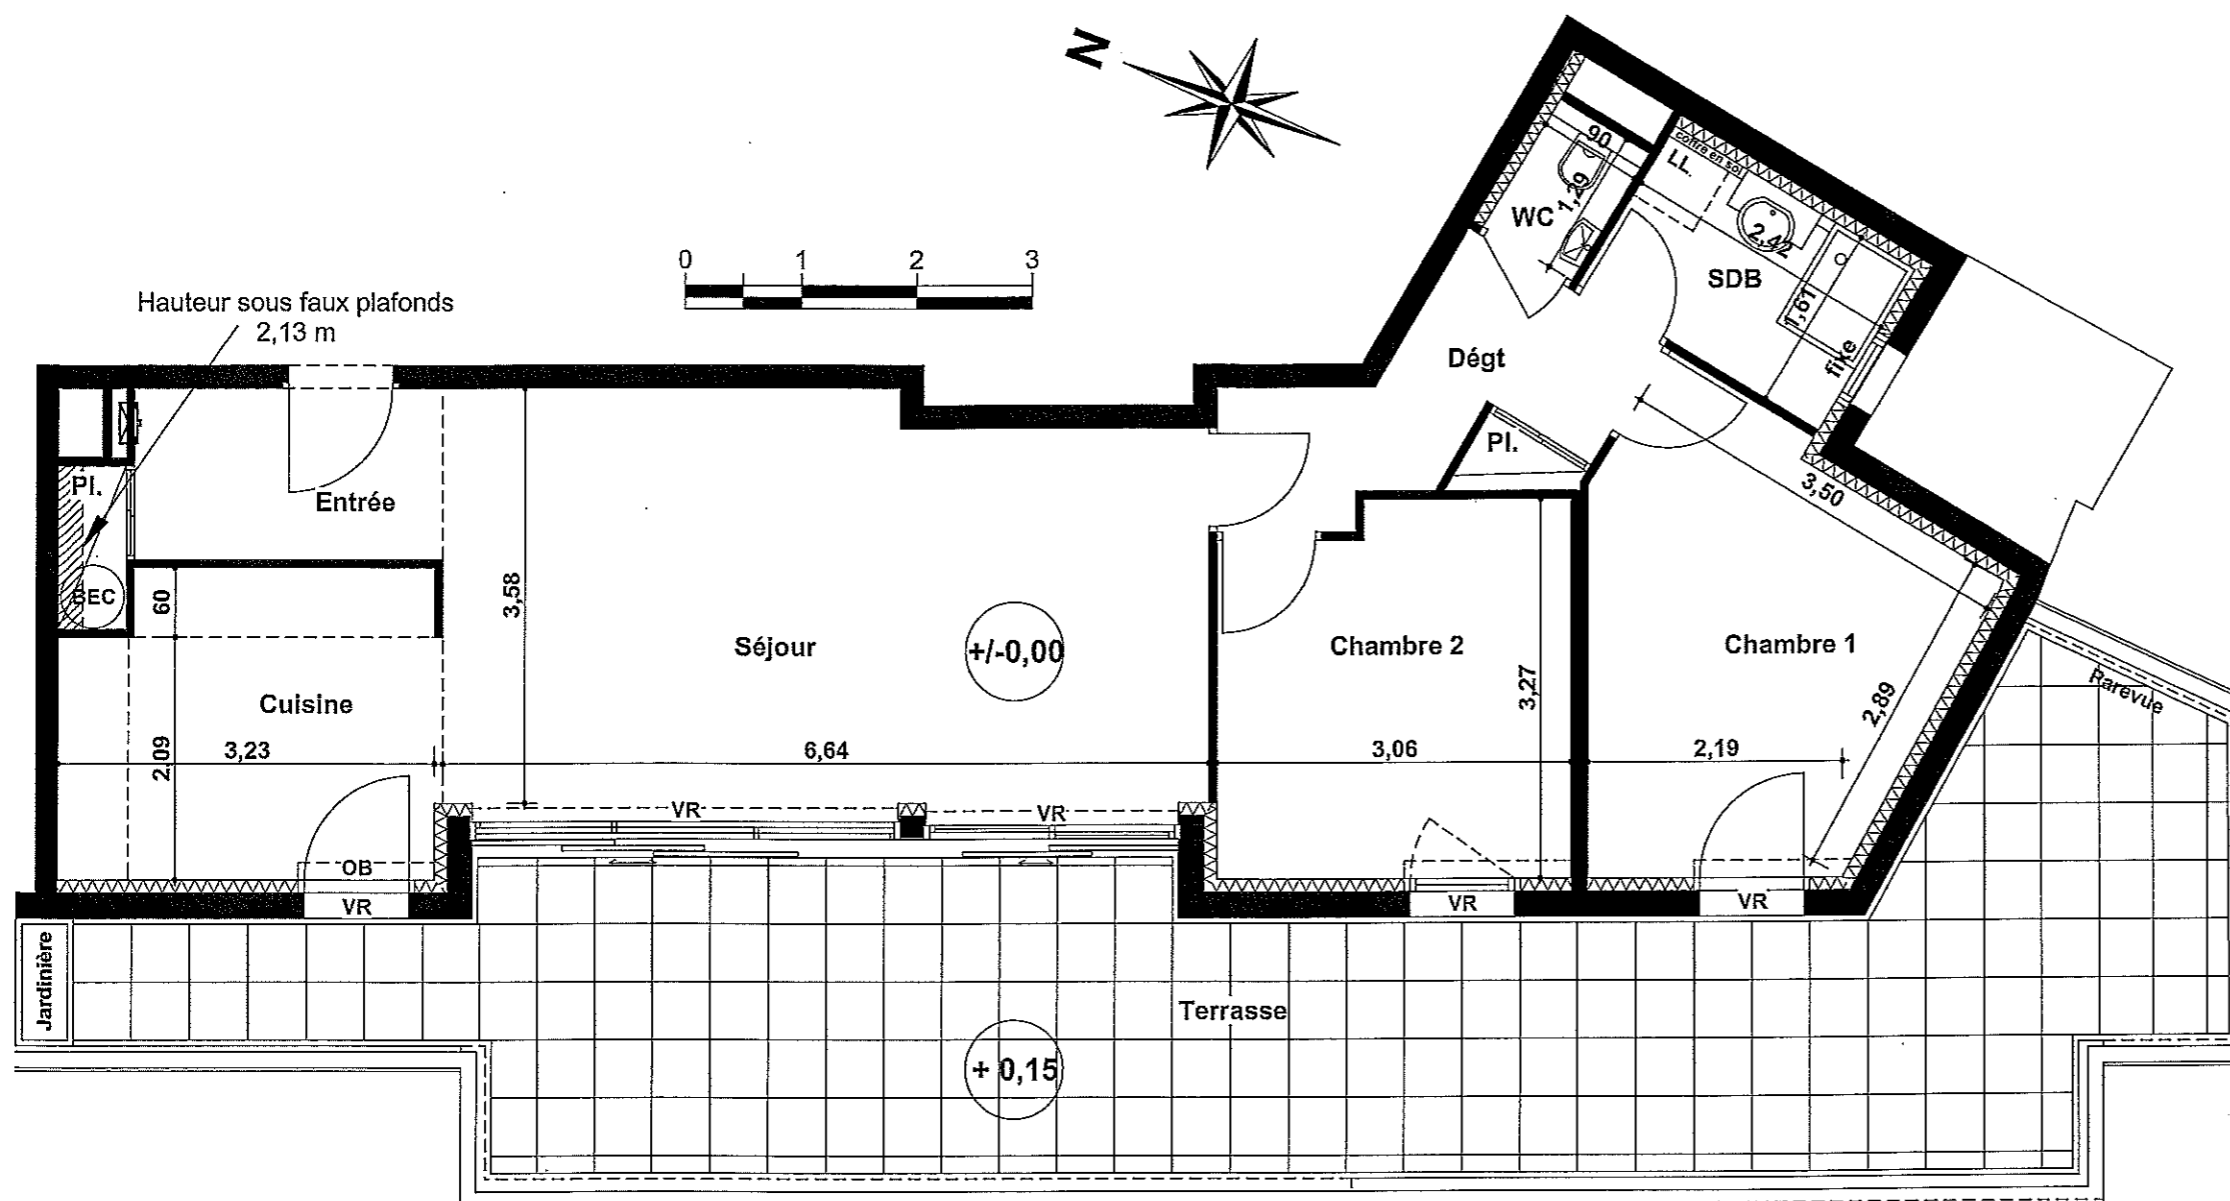 N
90
coffre en sol
LL.
1,29
WC
2,42
SDB
1,61
fixe
0 1 2 3
Hauteur sous faux plafonds
2,13 m
Dégt
Pl.
3,50
Pl.
Entrée
BEC
60
3,58
Séjour
+/-0,00
Chambre 2
Chambre 1
3,27
2,89
Rarevue
Cuisine
2,09
3,23
6,64
3,06
2,19
VR
VR
OB
VR
VR
VR
Jardinière
Terrasse
+ 0,15